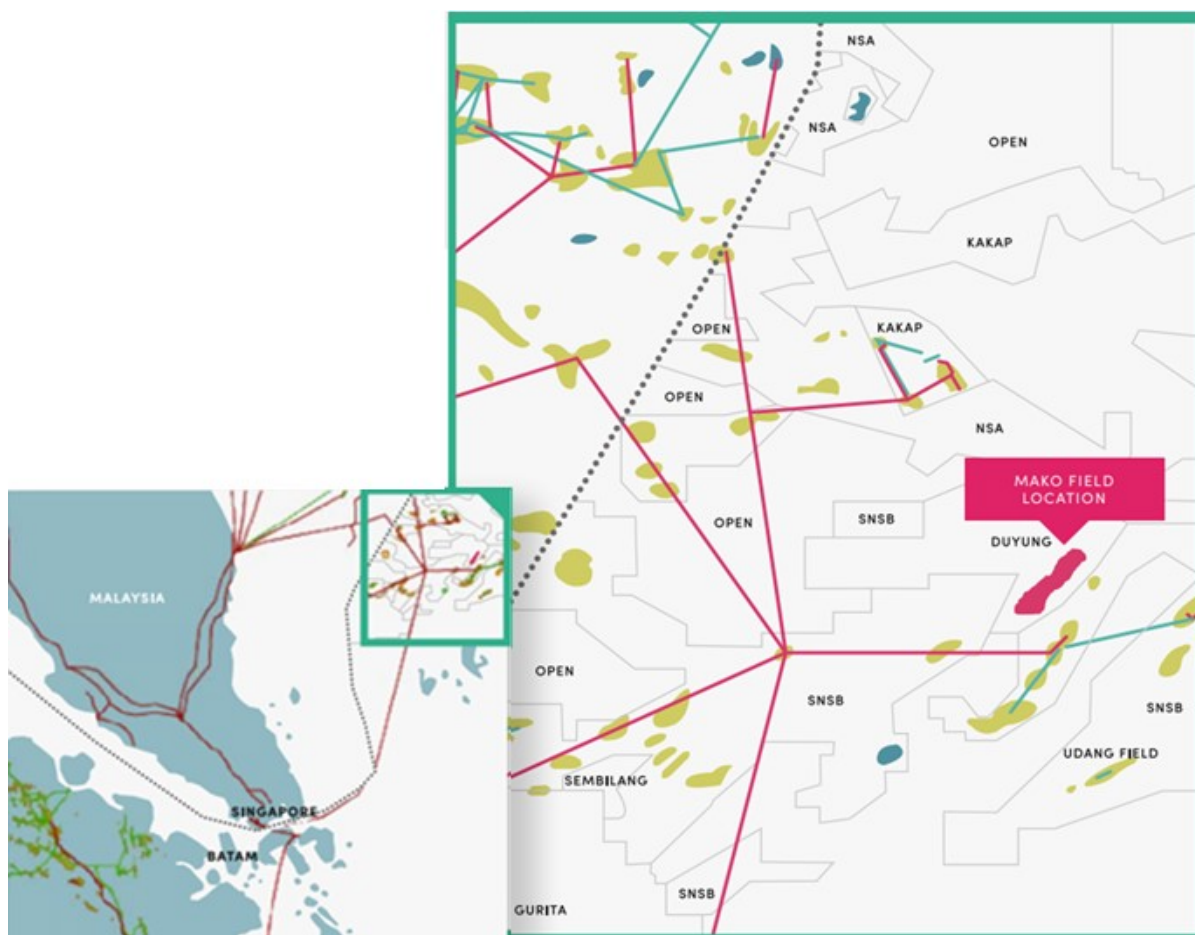 NSA
NSA
OPEN
KAKAP
OPEN
KAKAP
OPEN
NSA
MAKO FIELD
LOCATION
OPEN
SNSB
DUYUNG
OPEN
SNSB
SNSB
UDANG FIELD
SEMBILANG
SNSB
GURITA
MALAYSIA
SINGAPORE
BATAM